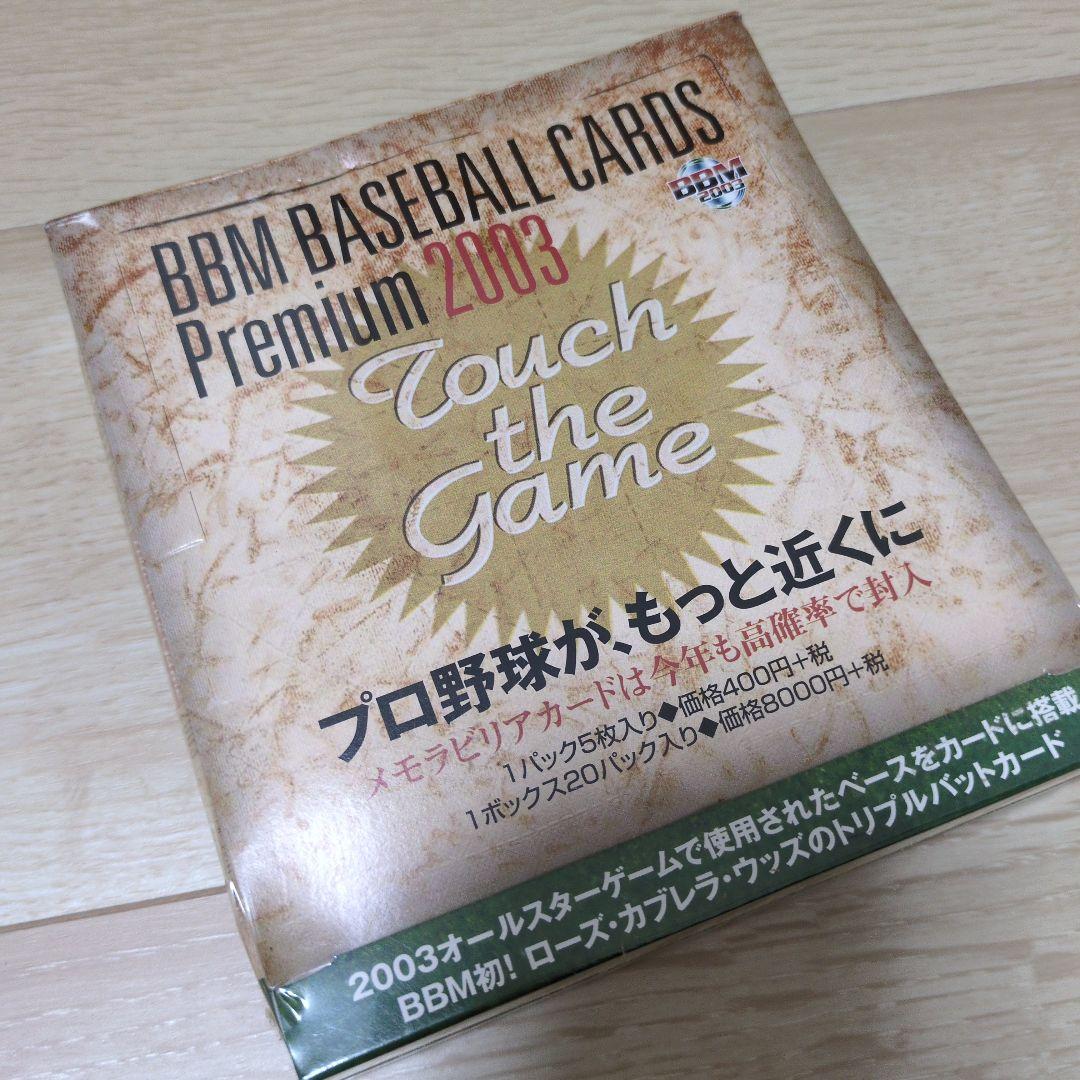 BBM BASEBALL CARDS
Premium 2003
BBM
2003
Touch
the
Game
プロ野球が、もっと近くに
メモラビリアカードは今年も高確率で封入
1パック5枚入り◆価格400円+税
1ボックス20パック入り◆価格8000円+税
2003オールスターゲームで使用されたベースをカードに搭載
BBM初! ローズ・カブレラ・ウッズのトリプルバットカード